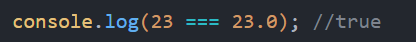 console.log(23 === 23.0); //true